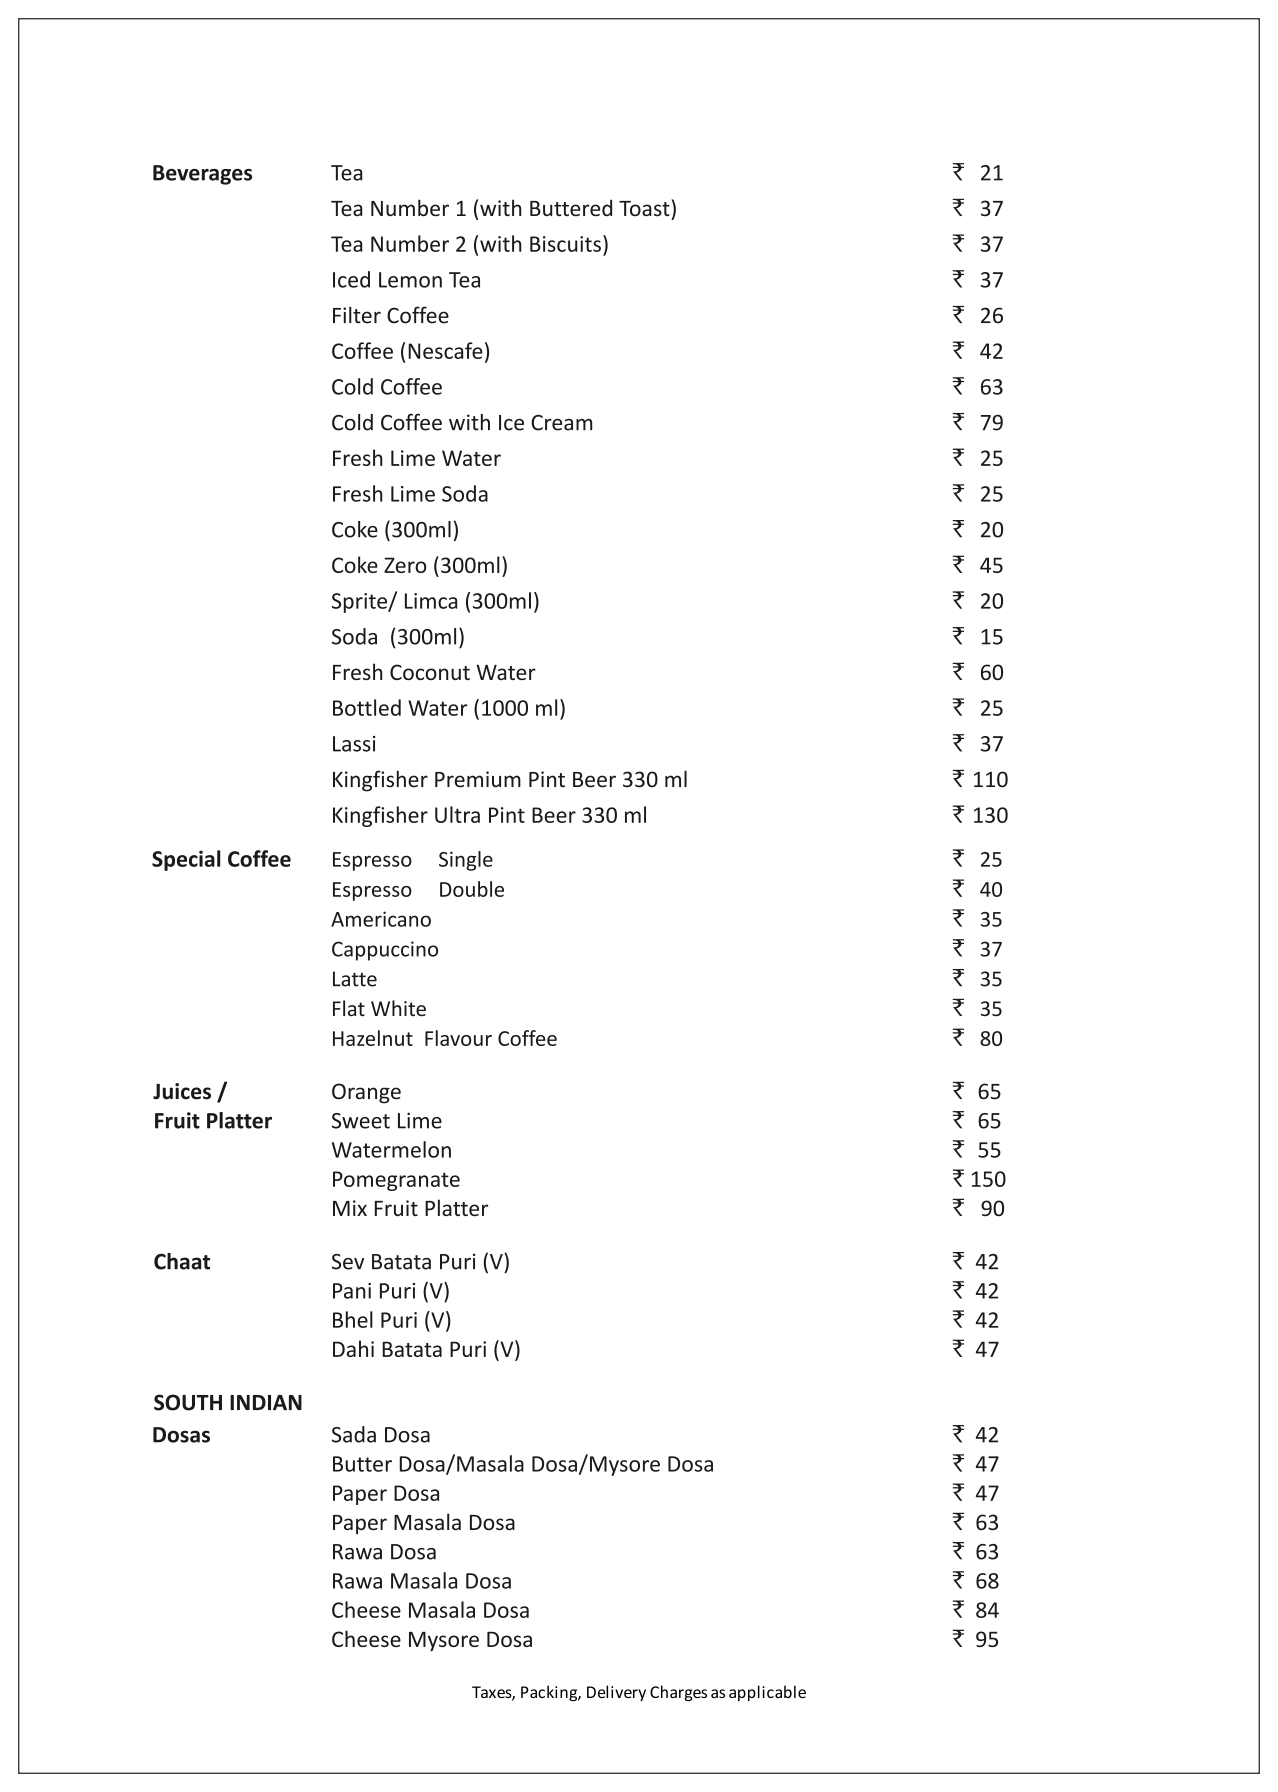 Beverages Tea ₹ 21
Tea Number 1 (with Buttered Toast) ₹ 37
Tea Number 2 (with Biscuits) ₹ 37
Iced Lemon Tea ₹ 37
Filter Coffee ₹ 26
Coffee (Nescafe) ₹ 42
Cold Coffee ₹ 63
Cold Coffee with Ice Cream ₹ 79
Fresh Lime Water ₹ 25
Fresh Lime Soda ₹ 25
Coke (300ml) ₹ 20
Coke Zero (300ml) ₹ 45
Sprite/ Limca (300ml) ₹ 20
Soda (300ml) ₹ 15
Fresh Coconut Water ₹ 60
Bottled Water (1000 ml) ₹ 25
Lassi ₹ 37
Kingfisher Premium Pint Beer 330 ml ₹ 110
Kingfisher Ultra Pint Beer 330 ml ₹ 130
Special Coffee Espresso Single ₹ 25
Espresso Double ₹ 40
Americano ₹ 35
Cappuccino ₹ 37
Latte ₹ 35
Flat White ₹ 35
Hazelnut Flavour Coffee ₹ 80
Juices / Orange ₹ 65
Fruit Platter Sweet Lime ₹ 65
Watermelon ₹ 55
Pomegranate ₹ 150
Mix Fruit Platter ₹ 90
Chaat Sev Batata Puri (V) ₹ 42
Pani Puri (V) ₹ 42
Bhel Puri (V) ₹ 42
Dahi Batata Puri (V) ₹ 47
SOUTH INDIAN
Dosas Sada Dosa ₹ 42
Butter Dosa/Masala Dosa/Mysore Dosa ₹ 47
Paper Dosa ₹ 47
Paper Masala Dosa ₹ 63
Rawa Dosa ₹ 63
Rawa Masala Dosa ₹ 68
Cheese Masala Dosa ₹ 84
Cheese Mysore Dosa ₹ 95
Taxes, Packing, Delivery Charges as applicable